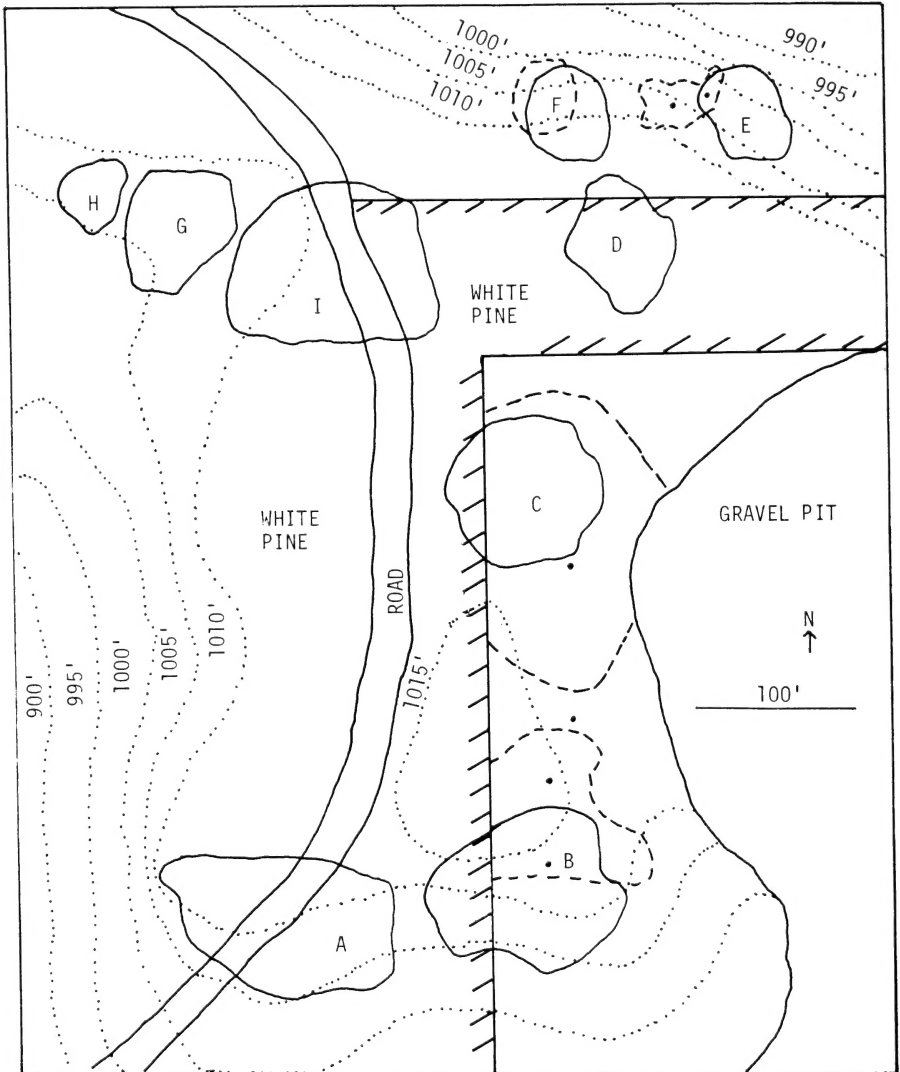 1000'
990'
1005'
995'
1010'
F
E
H
G
D
I
WHITE
PINE
C
GRAVEL PIT
WHITE
PINE
ROAD
N
900'
995'
1000'
1005'
1010'
1015'
100'
B
A